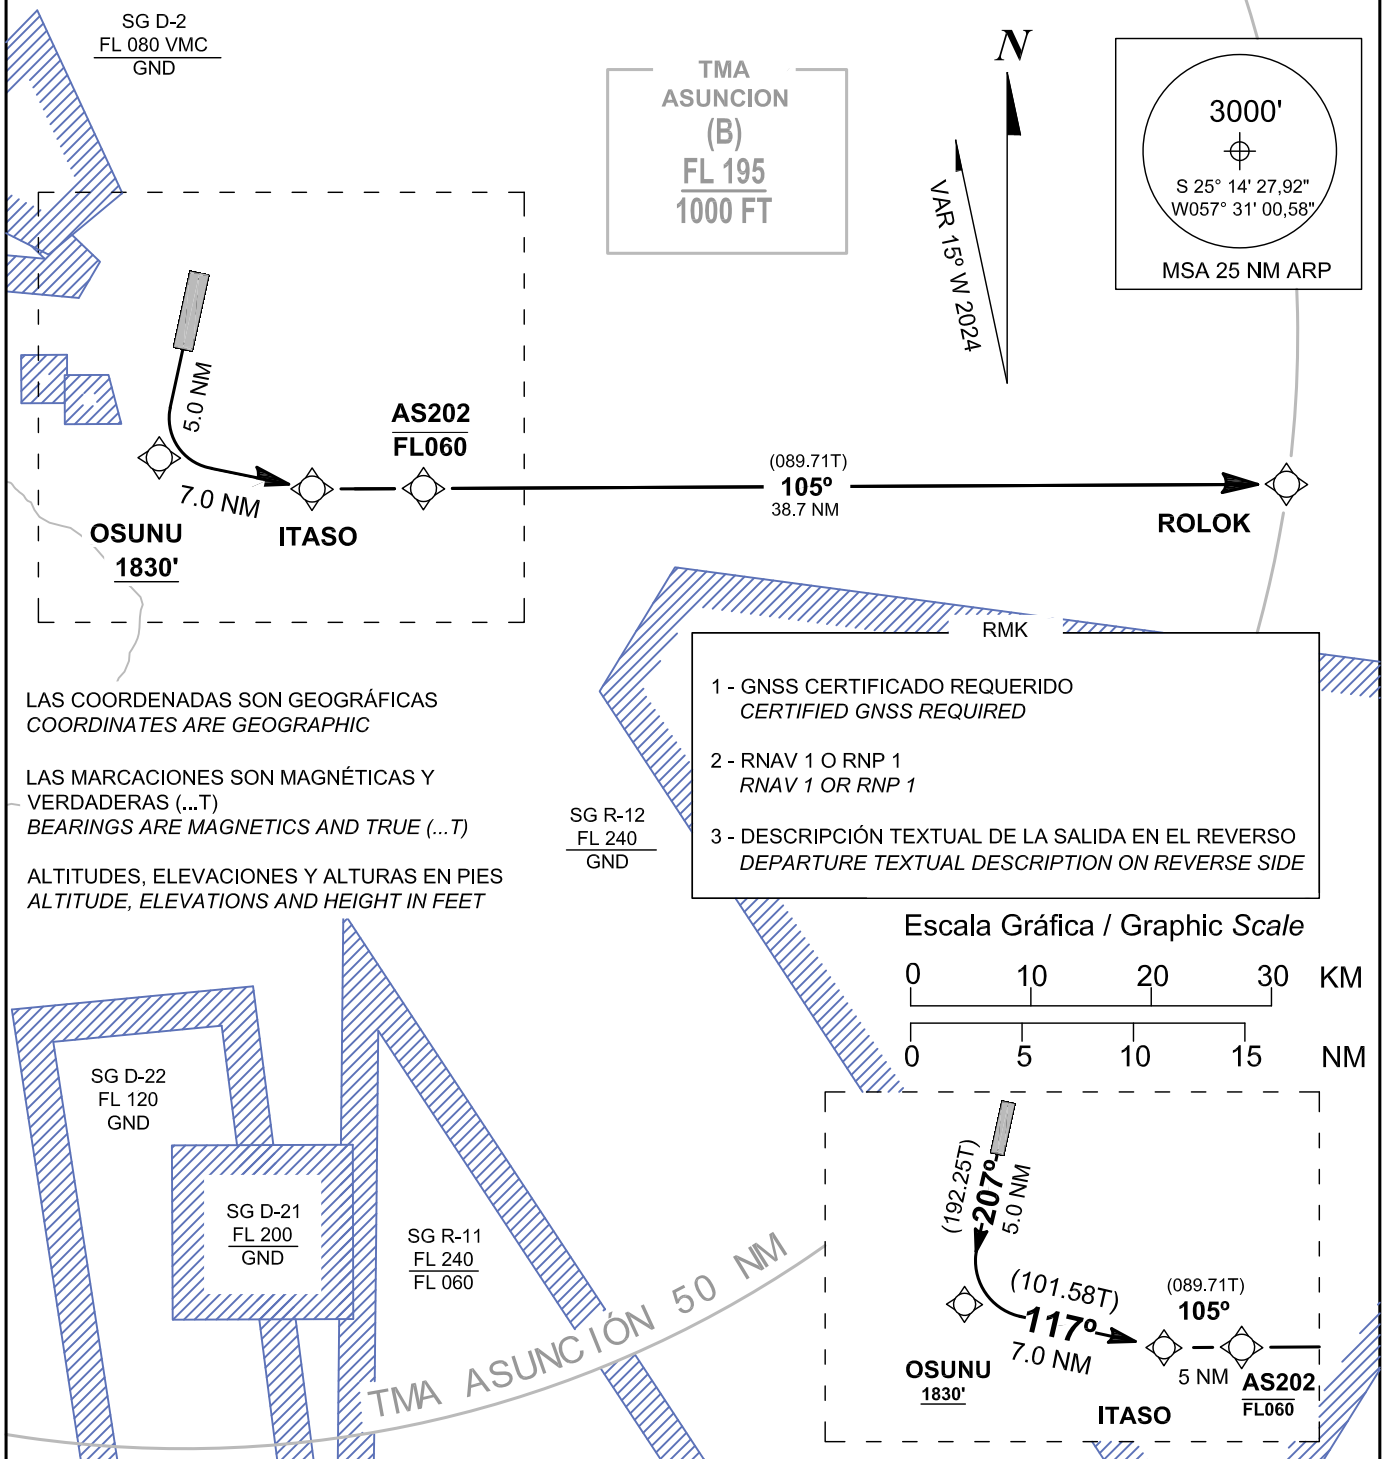 SG D-2
FL 080 VMC
GND
TMA
ASUNCION
(B)
FL 195
1000 FT
N
VAR 15º W 2024
3000'
S 25° 14' 27,92"
W057° 31' 00,58"
MSA 25 NM ARP
5.0 NM
AS202
FL060
7.0 NM
OSUNU
1830'
ITASO
(089.71T)
105º
38.7 NM
ROLOK
LAS COORDENADAS SON GEOGRÁFICAS
COORDINATES ARE GEOGRAPHIC
LAS MARCACIONES SON MAGNÉTICAS Y
VERDADERAS (...T)
BEARINGS ARE MAGNETICS AND TRUE (...T)
ALTITUDES, ELEVACIONES Y ALTURAS EN PIES
ALTITUDE, ELEVATIONS AND HEIGHT IN FEET
SG R-12
FL 240
GND
RMK
1 - GNSS CERTIFICADO REQUERIDO
CERTIFIED GNSS REQUIRED
2 - RNAV 1 O RNP 1
RNAV 1 OR RNP 1
3 - DESCRIPCIÓN TEXTUAL DE LA SALIDA EN EL REVERSO
DEPARTURE TEXTUAL DESCRIPTION ON REVERSE SIDE
Escala Gráfica / Graphic Scale
0 10 20 30 KM
0 5 10 15 NM
SG D-22
FL 120
GND
SG D-21
FL 200
GND
SG R-11
FL 240
FL 060
TMA ASUNCIÓN 50 NM
(192.25T)
207º
5.0 NM
(101.58T)
117º
7.0 NM
(089.71T)
105º
5 NM
OSUNU
1830'
ITASO
AS202
FL060